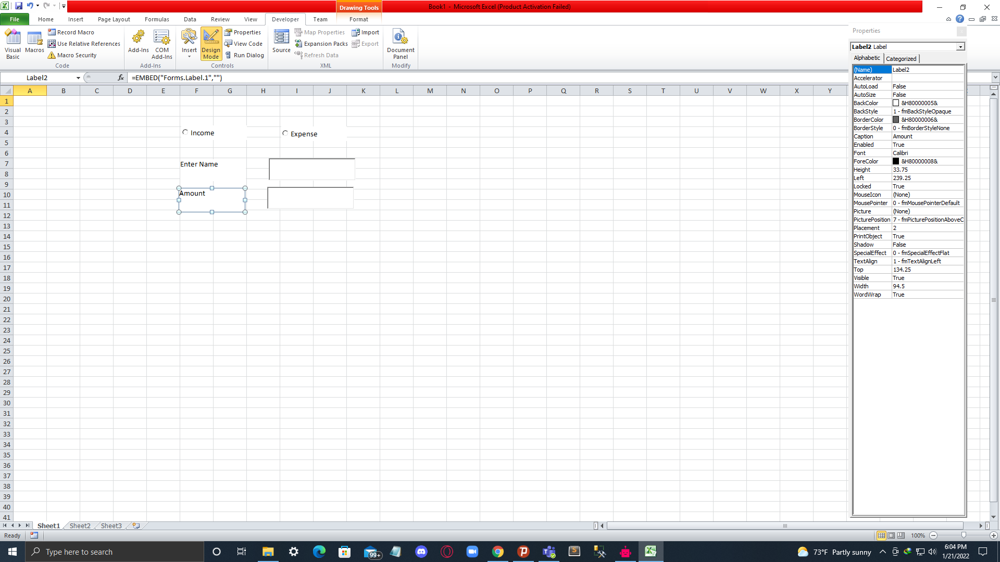 Drawing Tools
Book1 - Microsoft Excel (Product Activation Failed)
File Home Insert Page Layout Formulas Data Review View Developer Team Format
Visual Basic
Macros
Record Macro
Use Relative References
Macro Security
Code
Add-Ins
COM Add-Ins
Add-Ins
Insert
Design Mode
Properties
View Code
Run Dialog
Controls
Source
Map Properties
Expansion Packs
Refresh Data
Import
Export
XML
Document Panel
Modify
Label2
fx
=EMBED("Forms.Label.1","")
A B C D E F G H I J K L M N O P Q R S T U V W X Y
1
2
3
4
5
6
7
8
9
10
11
12
13
14
15
16
17
18
19
20
21
22
23
24
25
26
27
28
29
30
31
32
33
34
35
36
37
38
39
40
41
Income
Expense
Enter Name
Amount
Properties
Label2 Label
Alphabetic Categorized
(Name) Label2
Accelerator
AutoLoad False
AutoSize False
BackColor &H80000005&
BackStyle 1 - fmBackStyleOpaque
BorderColor &H80000006&
BorderStyle 0 - fmBorderStyleNone
Caption Amount
Enabled True
Font Calibri
ForeColor &H80000008&
Height 33.75
Left 239.25
Locked True
MouseIcon (None)
MousePointer 0 - fmMousePointerDefault
Picture (None)
PicturePosition 7 - fmPicturePositionAboveC
Placement 2
PrintObject True
Shadow False
SpecialEffect 0 - fmSpecialEffectFlat
TextAlign 1 - fmTextAlignLeft
Top 134.25
Visible True
Width 94.5
WordWrap True
Sheet1 Sheet2 Sheet3
Ready
100%
Type here to search
99+
73°F Partly sunny
6:04 PM
1/21/2022